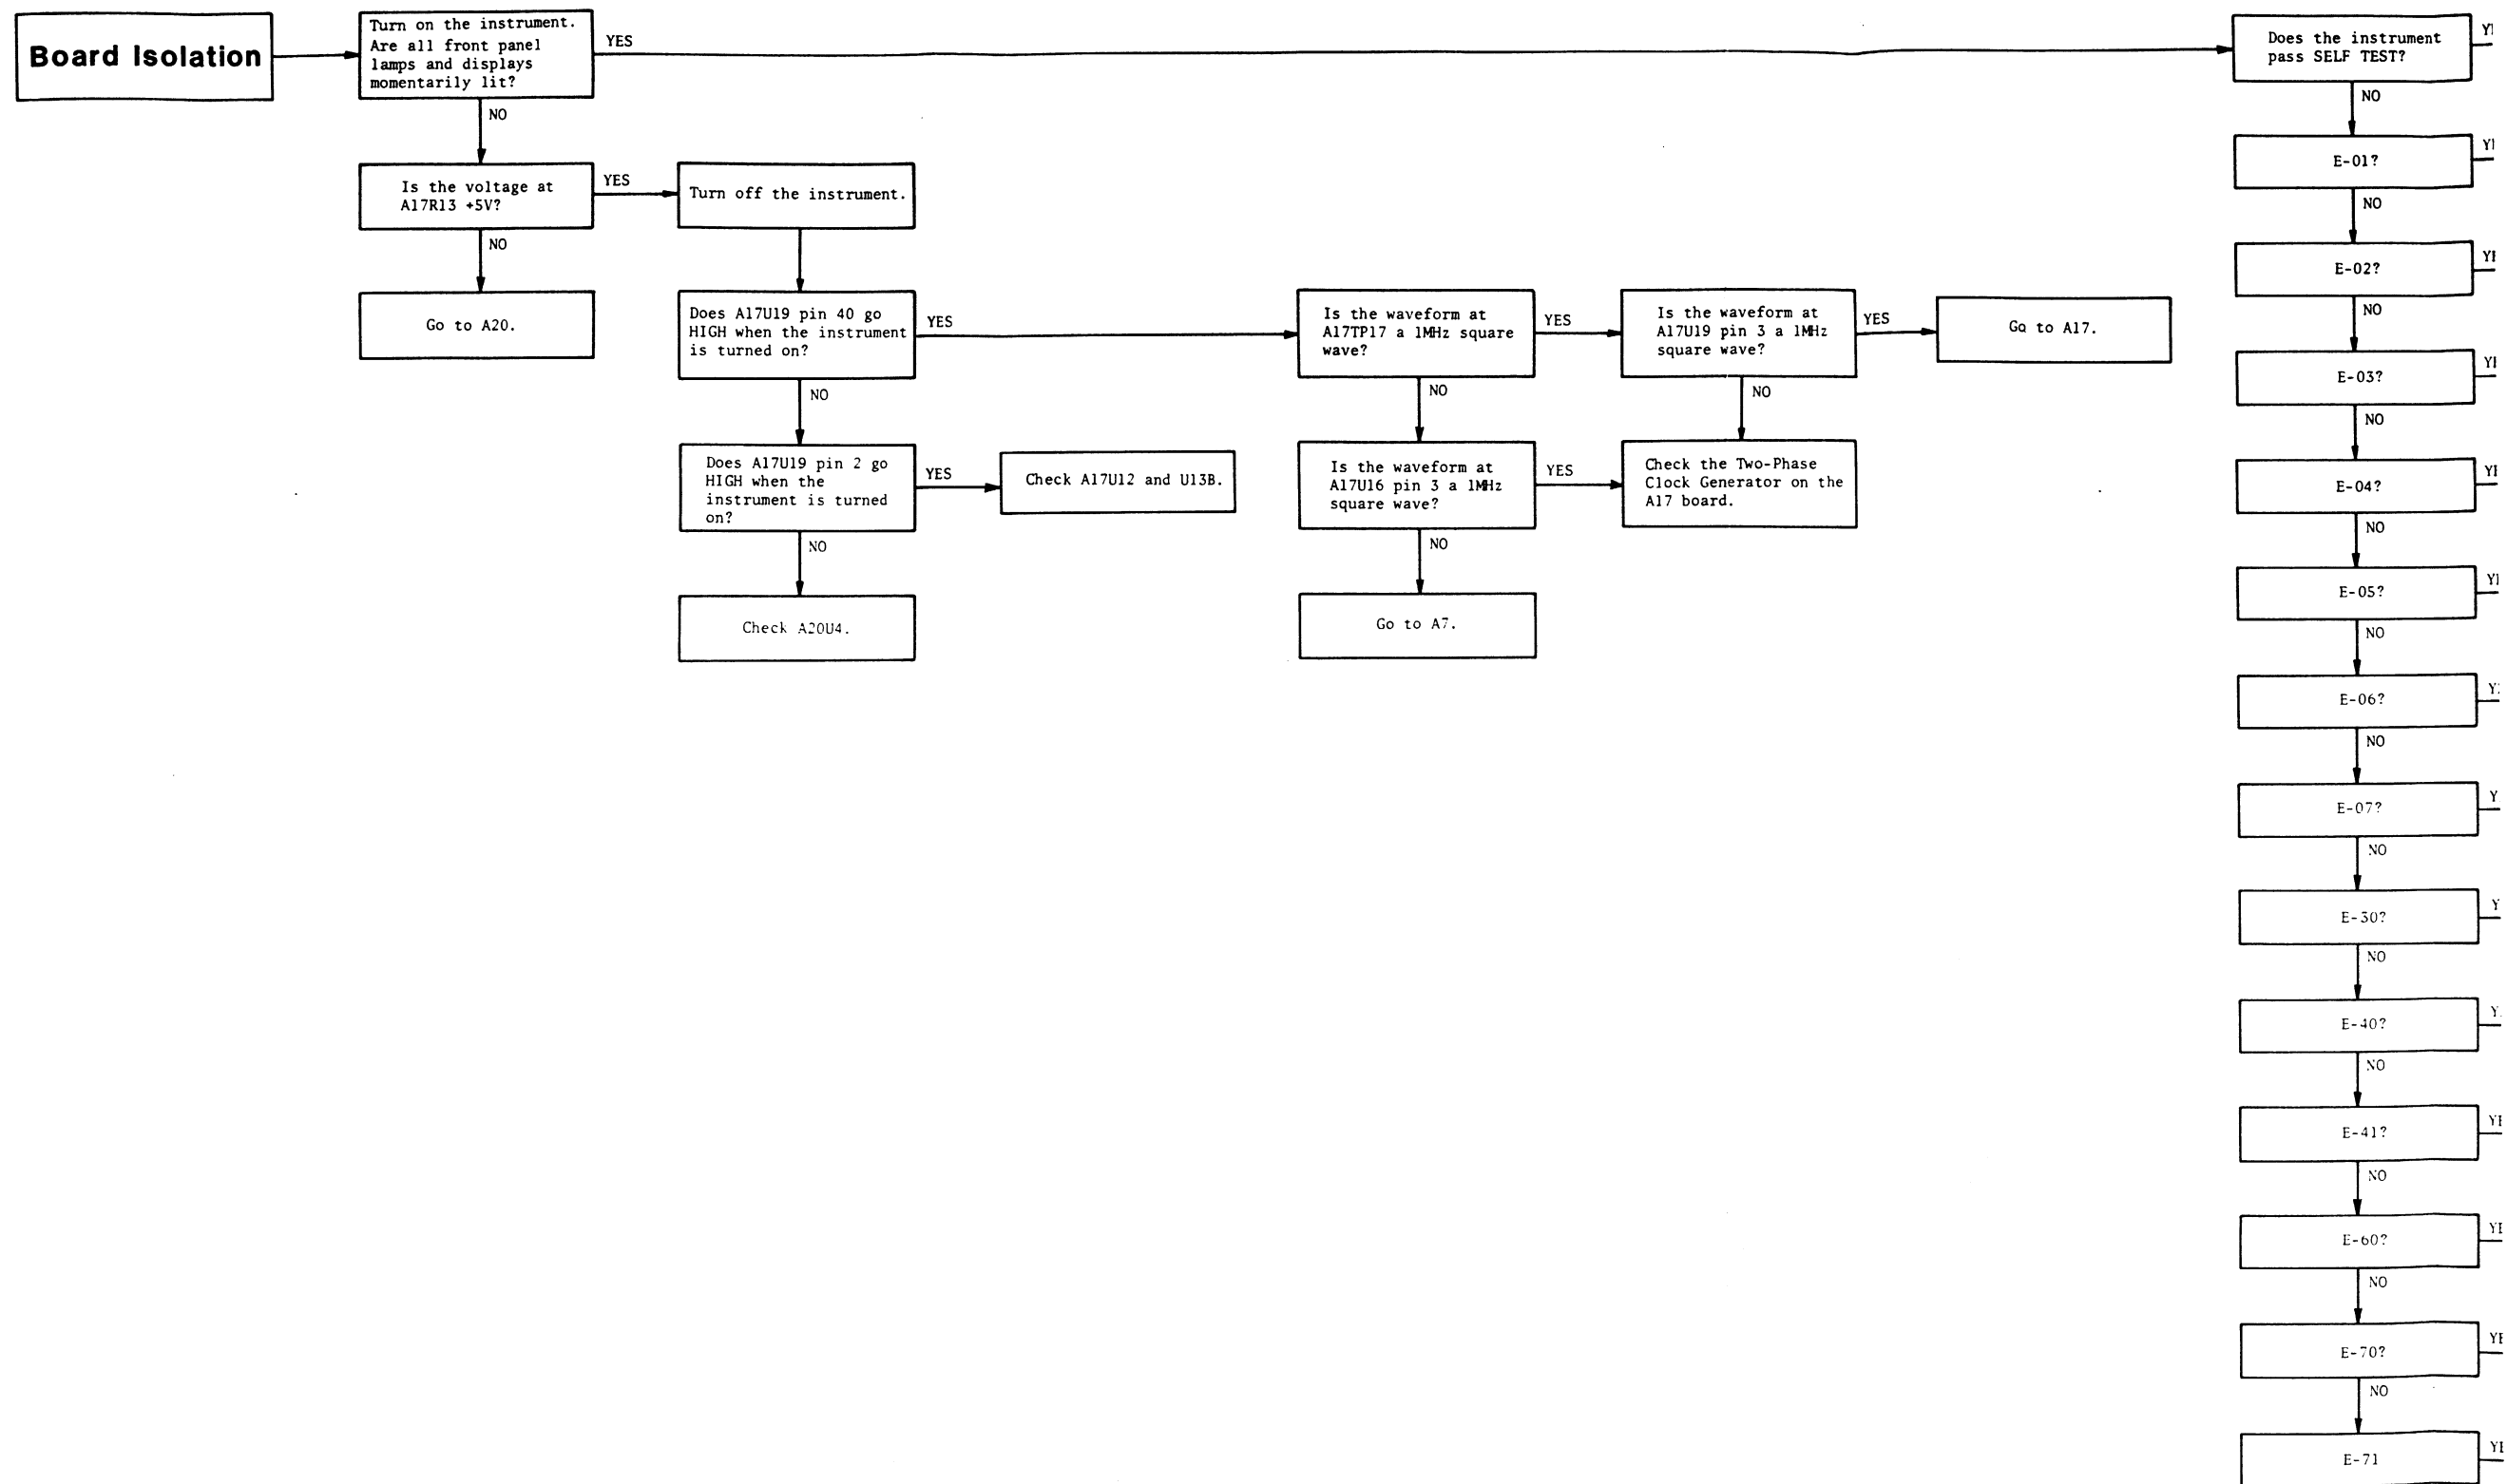 Board Isolation
Turn on the instrument.
Are all front panel
lamps and displays
momentarily lit?
YES
NO
Is the voltage at
A17R13 +5V?
YES
NO
Go to A20.
Turn off the instrument.
Does A17U19 pin 40 go
HIGH when the instrument
is turned on?
YES
NO
Does A17U19 pin 2 go
HIGH when the
instrument is turned
on?
YES
NO
Check A17U12 and U13B.
Check A20U4.
Is the waveform at
A17TP17 a 1MHz square
wave?
YES
NO
Is the waveform at
A17U16 pin 3 a 1MHz
square wave?
YES
NO
Go to A7.
Is the waveform at
A17U19 pin 3 a 1MHz
square wave?
YES
NO
Check the Two-Phase
Clock Generator on the
A17 board.
Go to A17.
Does the instrument
pass SELF TEST?
NO
E-01?
NO
E-02?
NO
E-03?
NO
E-04?
NO
E-05?
NO
E-06?
NO
E-07?
NO
E-30?
NO
E-40?
NO
E-41?
NO
E-60?
NO
E-70?
NO
E-71